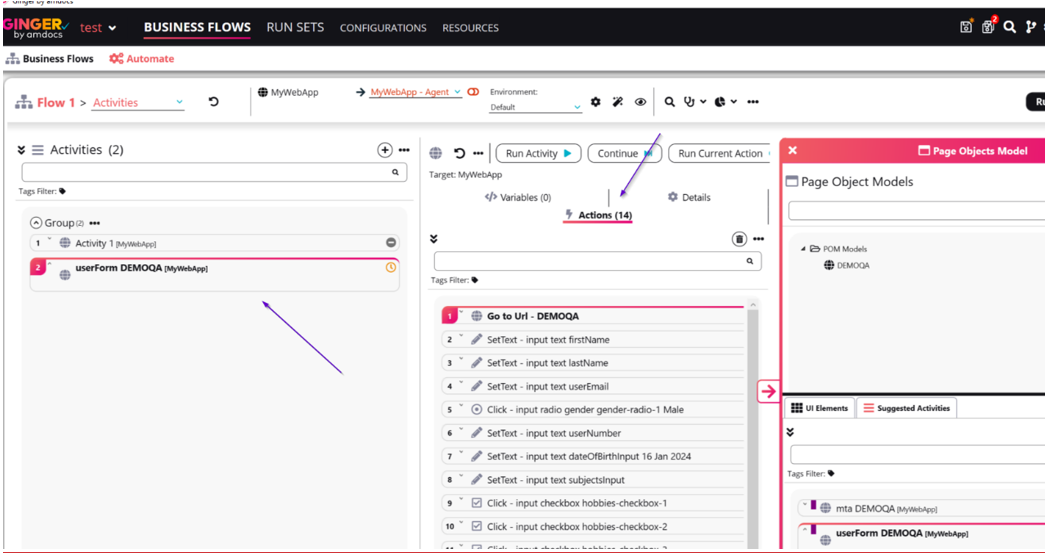 Ginger by amdocs
GINGER by amdocs test BUSINESS FLOWS RUN SETS CONFIGURATIONS RESOURCES 2
Business Flows Automate
Flow 1 > Activities MyWebApp MyWebApp - Agent Environment: Default
Activities (2)
Tags Filter:
Group (2)
1 Activity 1 [MyWebApp]
2 userForm DEMOQA [MyWebApp]
Run Activity Continue Run Current Action
Target: MyWebApp
Variables (0) Details
Actions (14)
Tags Filter:
1 Go to Url - DEMOQA
2 SetText - input text firstName
3 SetText - input text lastName
4 SetText - input text userEmail
5 Click - input radio gender gender-radio-1 Male
6 SetText - input text userNumber
7 SetText - input text dateOfBirthInput 16 Jan 2024
8 SetText - input text subjectsInput
9 Click - input checkbox hobbies-checkbox-1
10 Click - input checkbox hobbies-checkbox-2
Page Objects Model
Page Object Models
POM Models
DEMOQA
UI Elements Suggested Activities
Tags Filter:
mta DEMOQA [MyWebApp]
userForm DEMOQA [MyWebApp]